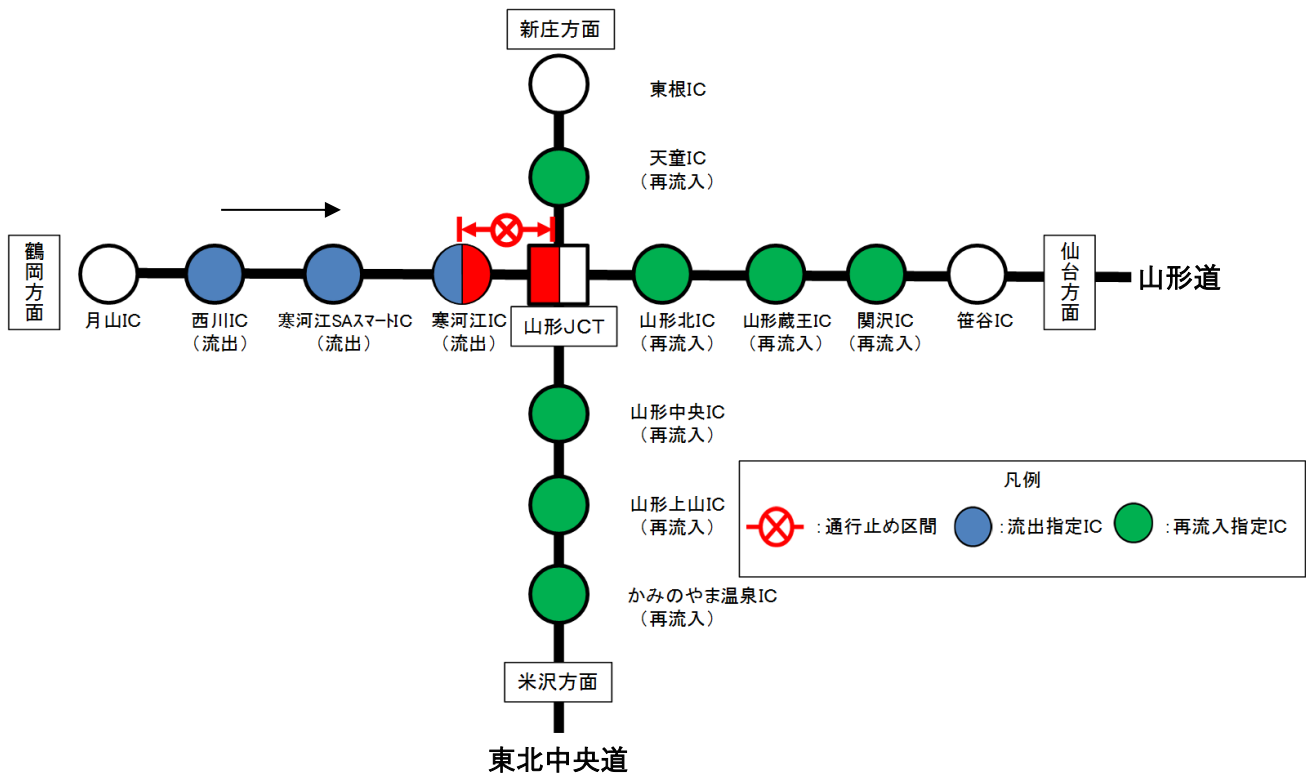 新庄方面
東根IC
天童IC
（再流入）
鶴岡方面
仙台方面
山形道
月山IC
西川IC
（流出）
寒河江SAスマートIC
（流出）
寒河江IC
（流出）
山形JCT
山形北IC
（再流入）
山形蔵王IC
（再流入）
関沢IC
（再流入）
笹谷IC
山形中央IC
（再流入）
山形上山IC
（再流入）
かみのやま温泉IC
（再流入）
凡例
：通行止め区間
：流出指定IC
：再流入指定IC
米沢方面
東北中央道